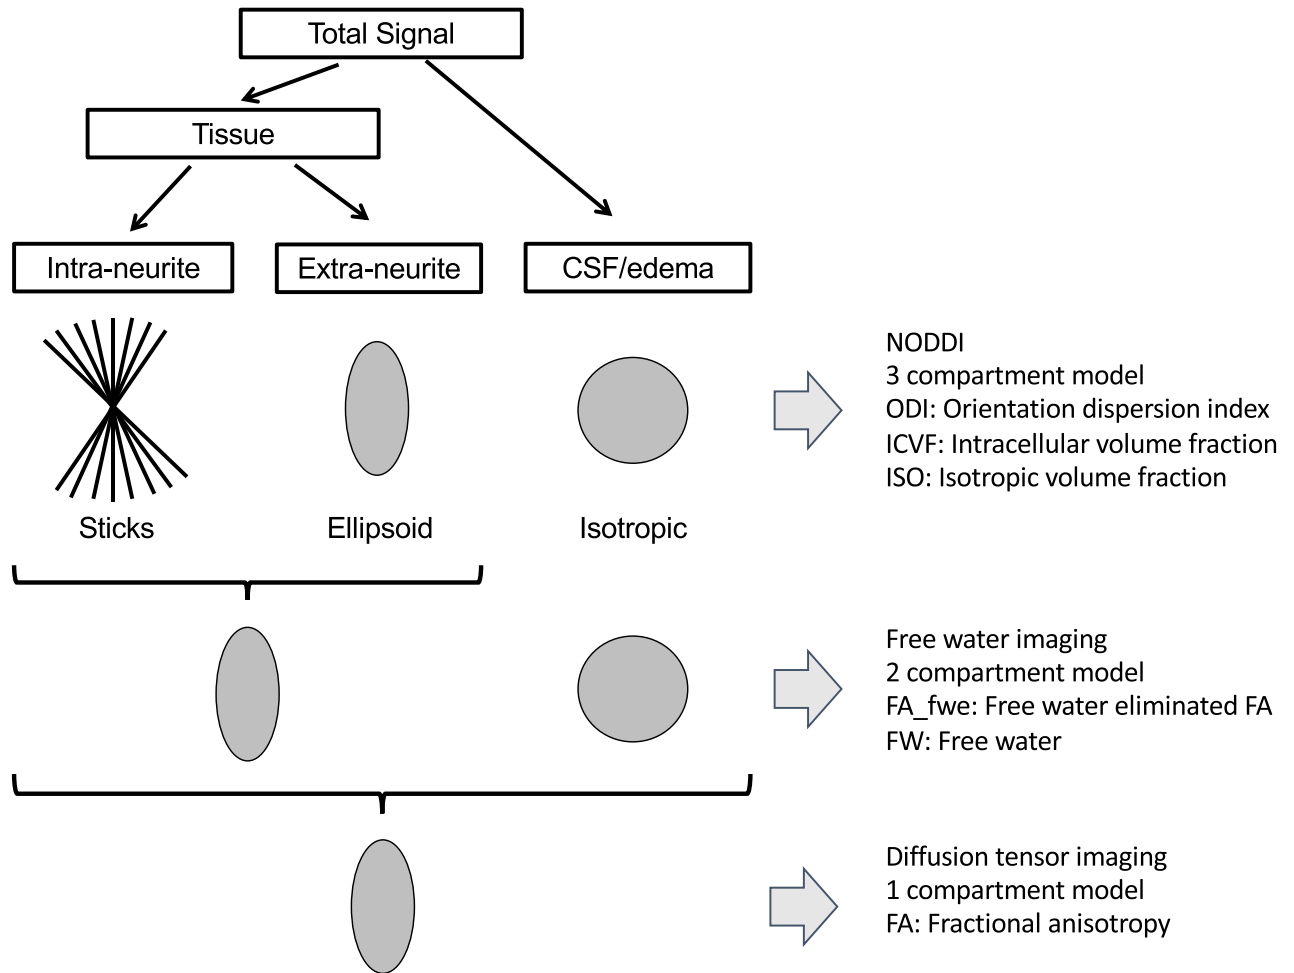 Total Signal
Tissue
Intra-neurite
Extra-neurite
CSF/edema
Sticks
Ellipsoid
Isotropic
NODDI
3 compartment model
ODI: Orientation dispersion index
ICVF: Intracellular volume fraction
ISO: Isotropic volume fraction
Free water imaging
2 compartment model
FA_fwe: Free water eliminated FA
FW: Free water
Diffusion tensor imaging
1 compartment model
FA: Fractional anisotropy